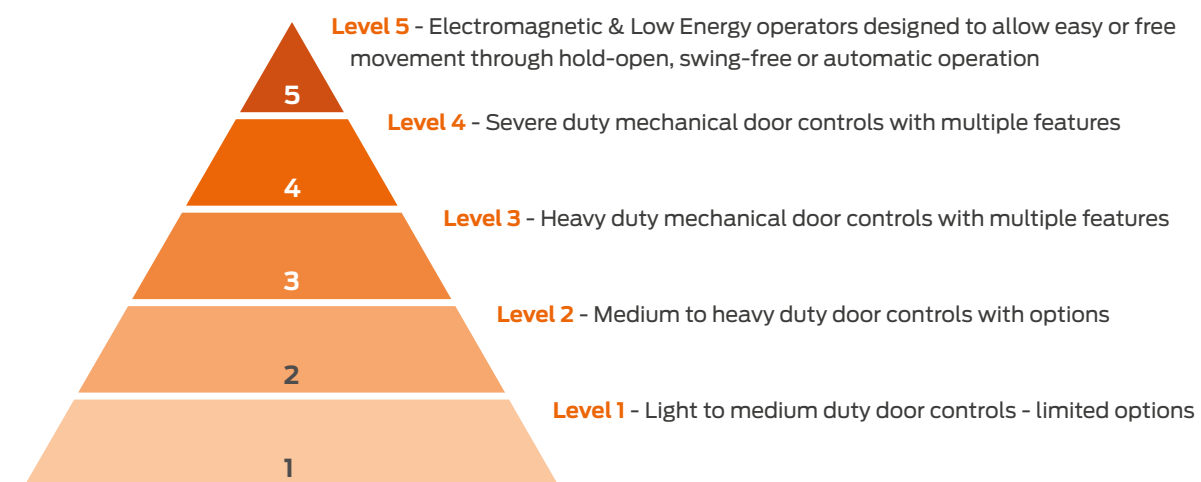 Level 5 - Electromagnetic & Low Energy operators designed to allow easy or free
movement through hold-open, swing-free or automatic operation
5
Level 4 - Severe duty mechanical door controls with multiple features
4
Level 3 - Heavy duty mechanical door controls with multiple features
3
Level 2 - Medium to heavy duty door controls with options
2
Level 1 - Light to medium duty door controls - limited options
1